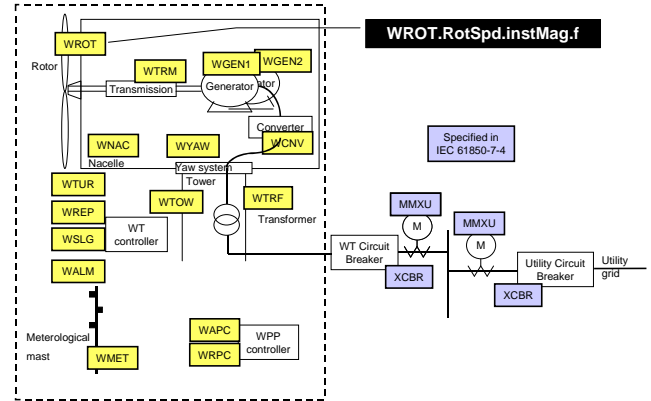 WROT
WROT.RotSpd.instMag.f
Rotor
WTRM
WGEN1
WGEN2
Transmission
Generator
ator
Converter
WCNV
WNAC
WYAW
Nacelle
Yaw system
Tower
Specified in
IEC 61850-7-4
WTUR
WTOW
WTRF
Transformer
WREP
WSLG
WT
controller
MMXU
M
MMXU
M
WT Circuit
Breaker
XCBR
Utility Circuit
Breaker
XCBR
Utility
grid
WALM
Meterological
mast
WMET
WAPC
WRPC
WPP
controller